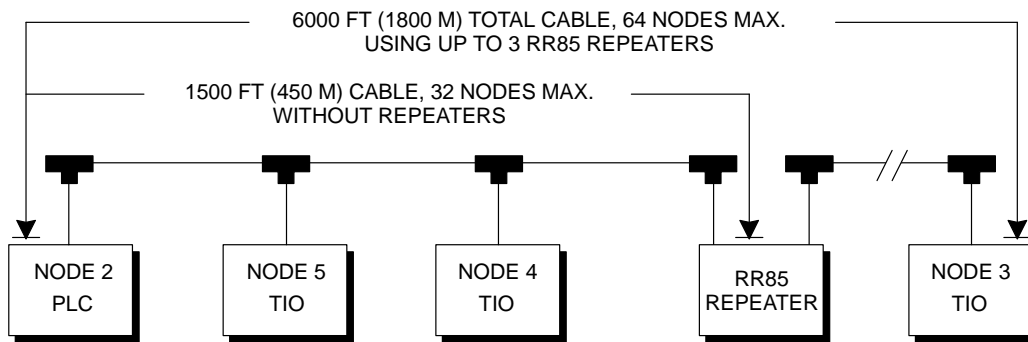 6000 FT (1800 M) TOTAL CABLE, 64 NODES MAX.
USING UP TO 3 RR85 REPEATERS
1500 FT (450 M) CABLE, 32 NODES MAX.
WITHOUT REPEATERS
NODE 2
PLC
NODE 5
TIO
NODE 4
TIO
RR85
REPEATER
NODE 3
TIO